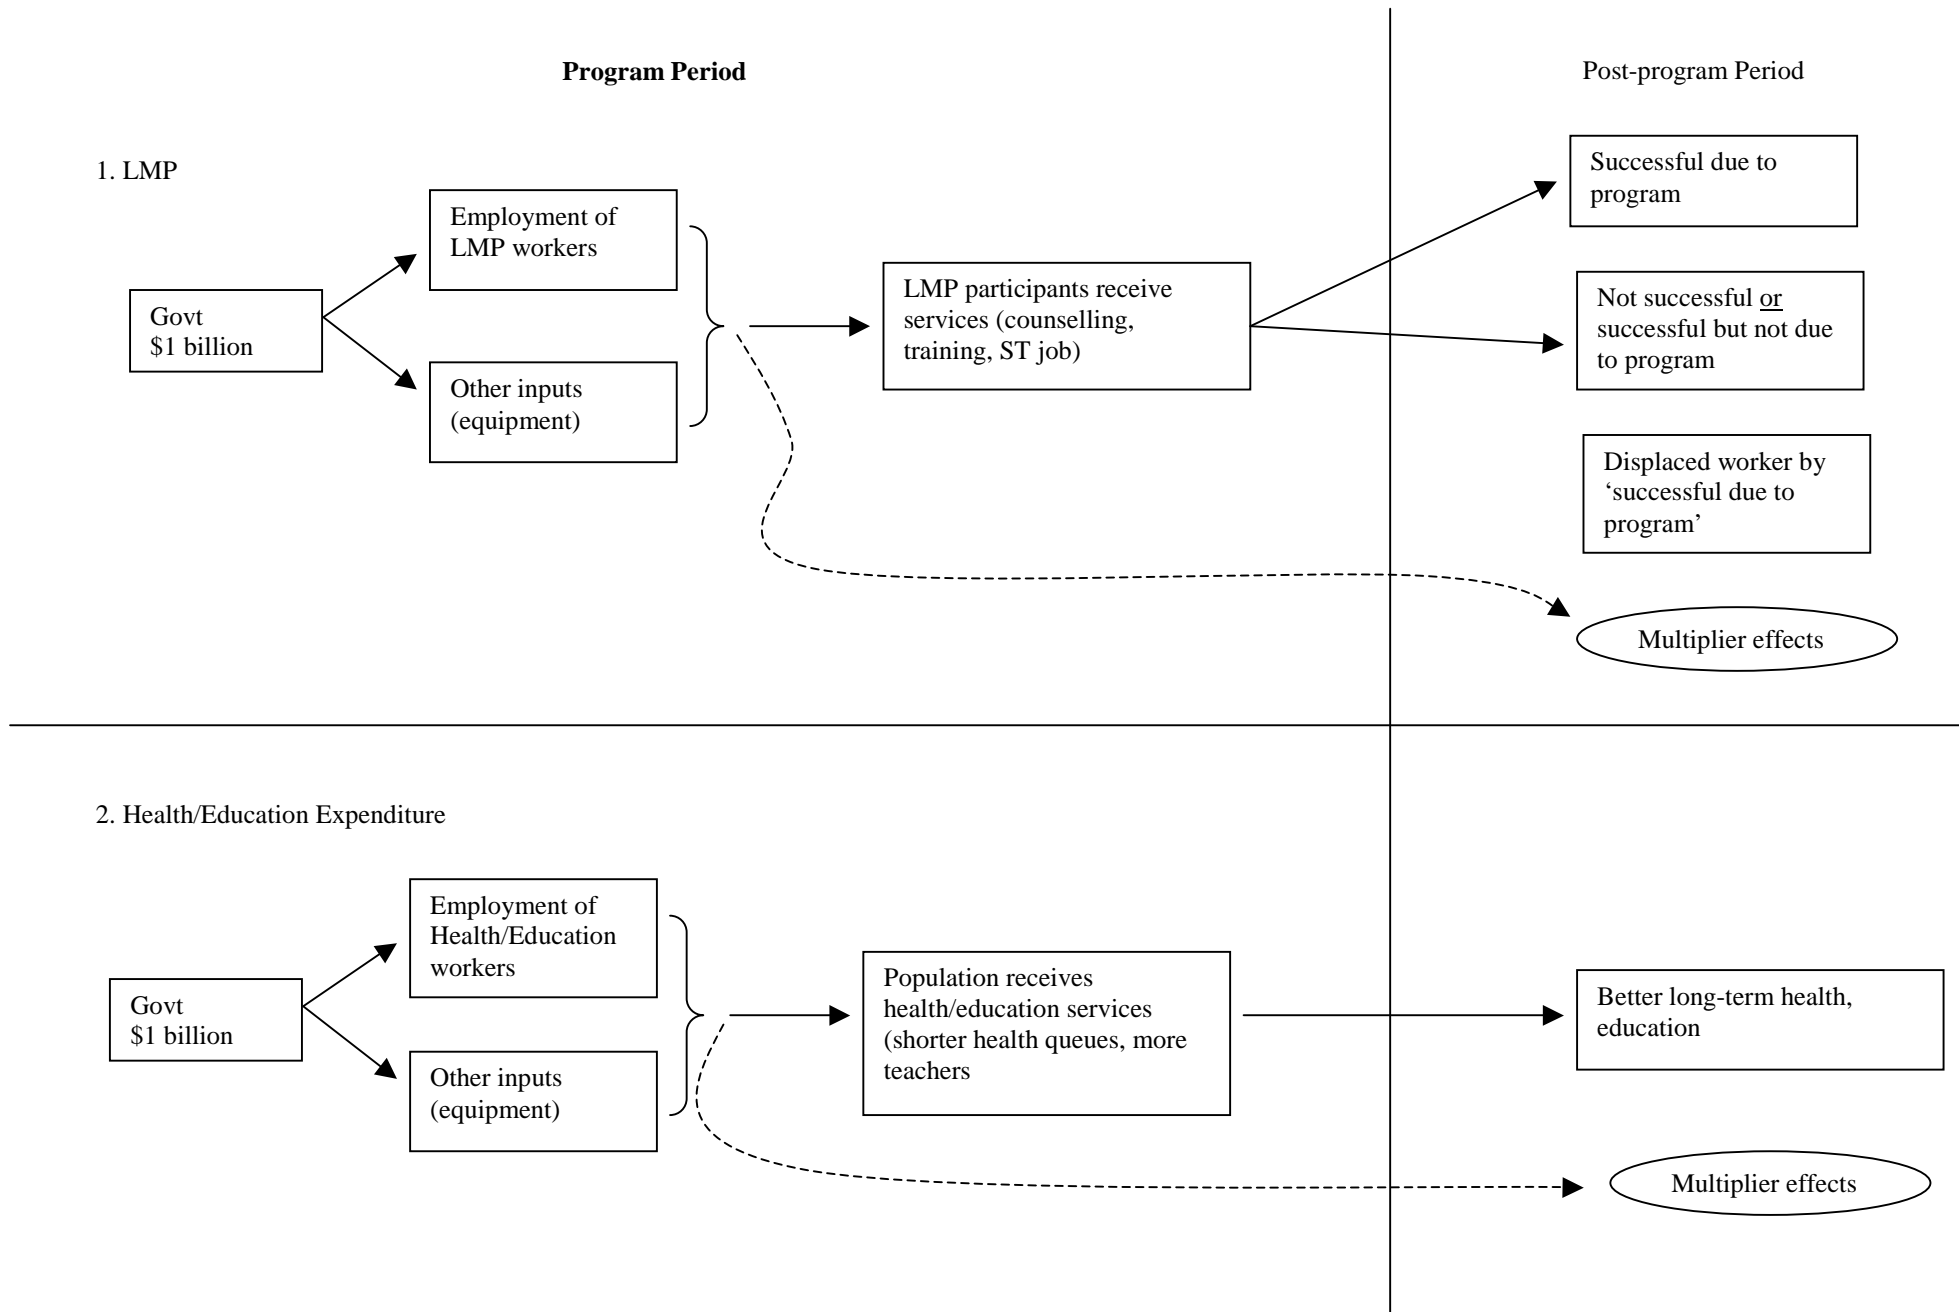 Program Period
Post-program Period
1. LMP
Govt
$1 billion
Employment of
LMP workers
Other inputs
(equipment)
LMP participants receive
services (counselling,
training, ST job)
Successful due to
program
Not successful or
successful but not due
to program
Displaced worker by
‘successful due to
program’
Multiplier effects
2. Health/Education Expenditure
Govt
$1 billion
Employment of
Health/Education
workers
Other inputs
(equipment)
Population receives
health/education services
(shorter health queues, more
teachers
Better long-term health,
education
Multiplier effects